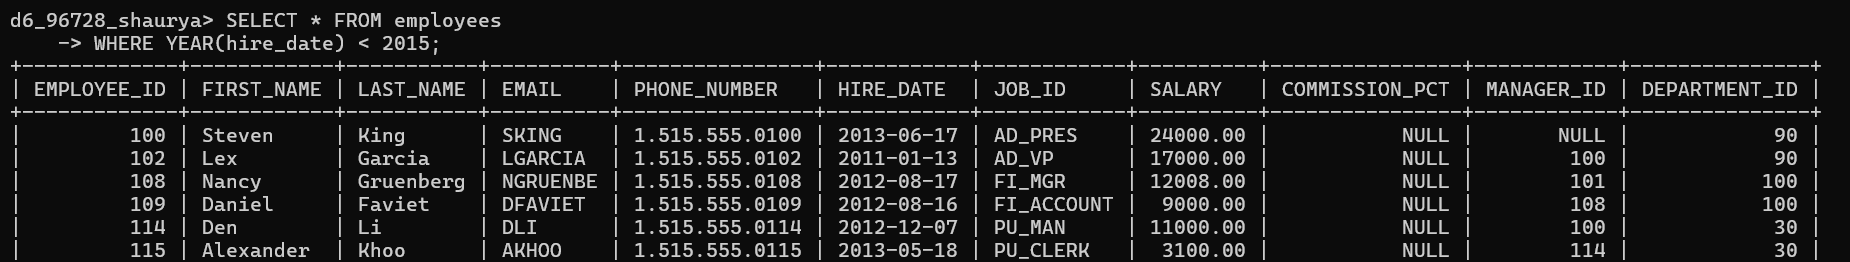 d6_96728_shaurya> SELECT * FROM employees
    -> WHERE YEAR(hire_date) < 2015;
+-------------+------------+-----------+----------+----------------+------------+------------+----------+----------------+------------+---------------+
| EMPLOYEE_ID | FIRST_NAME | LAST_NAME | EMAIL    | PHONE_NUMBER   | HIRE_DATE  | JOB_ID     | SALARY   | COMMISSION_PCT | MANAGER_ID | DEPARTMENT_ID |
+-------------+------------+-----------+----------+----------------+------------+------------+----------+----------------+------------+---------------+
|         100 | Steven     | King      | SKING    | 1.515.555.0100 | 2013-06-17 | AD_PRES    | 24000.00 |           NULL |       NULL |            90 |
|         102 | Lex        | Garcia    | LGARCIA  | 1.515.555.0102 | 2011-01-13 | AD_VP      | 17000.00 |           NULL |        100 |            90 |
|         108 | Nancy      | Gruenberg | NGRUENBE | 1.515.555.0108 | 2012-08-17 | FI_MGR     | 12008.00 |           NULL |        101 |           100 |
|         109 | Daniel     | Faviet    | DFAVIET  | 1.515.555.0109 | 2012-08-16 | FI_ACCOUNT |  9000.00 |           NULL |        108 |           100 |
|         114 | Den        | Li        | DLI      | 1.515.555.0114 | 2012-12-07 | PU_MAN     | 11000.00 |           NULL |        100 |            30 |
|         115 | Alexander  | Khoo      | AKHOO    | 1.515.555.0115 | 2013-05-18 | PU_CLERK   |  3100.00 |           NULL |        114 |            30 |